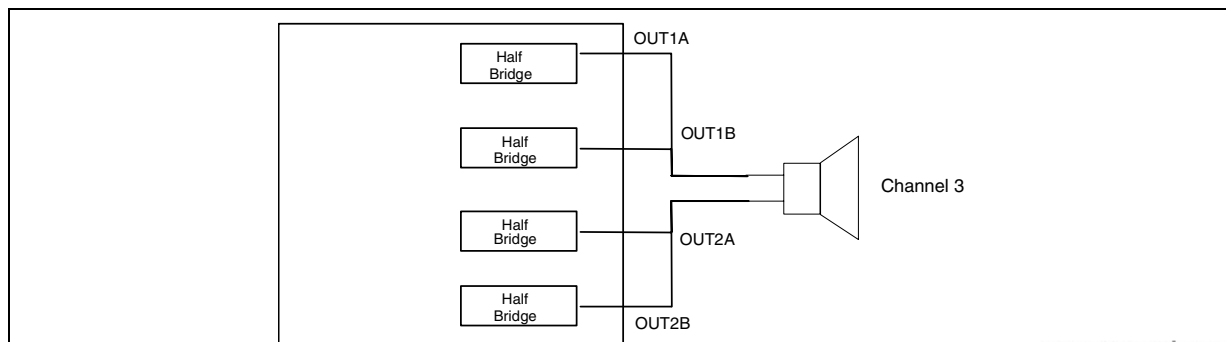 OUT1A
Half
Bridge
OUT1B
Half
Bridge
Channel 3
Half
Bridge
OUT2A
Half
Bridge
OUT2B